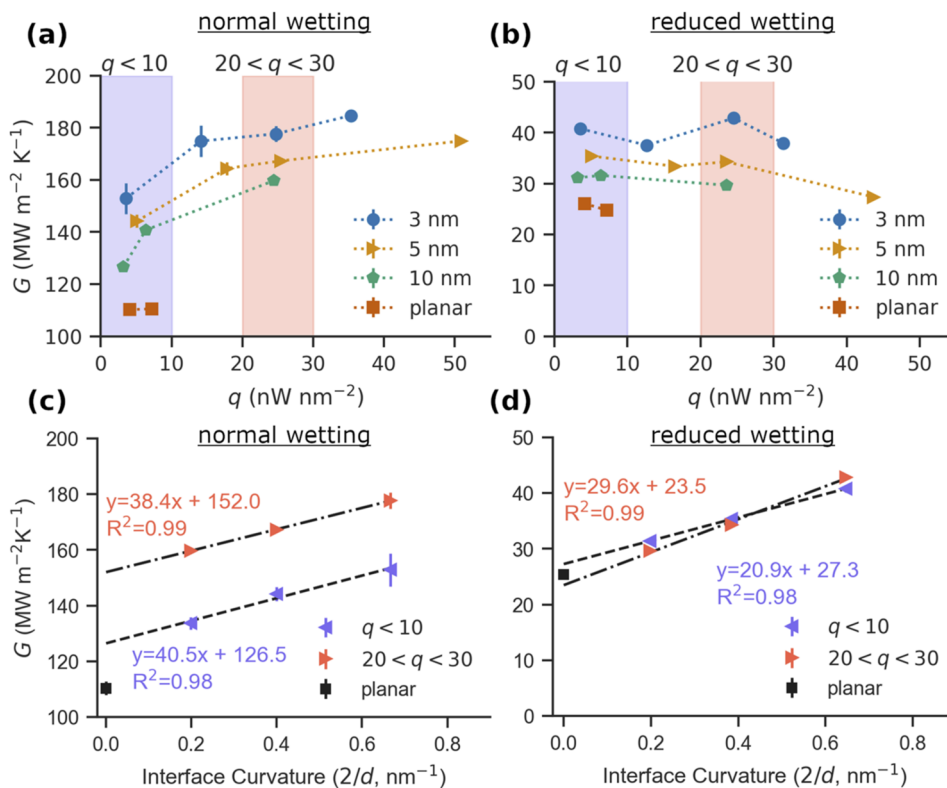 (a)
normal wetting
q < 10
20 < q < 30
200
180
160
140
120
100
G (MW m⁻² K⁻¹)
3 nm
5 nm
10 nm
planar
0
10
20
30
40
50
q (nW nm⁻²)
(b)
reduced wetting
q < 10
20 < q < 30
50
40
30
20
10
0
3 nm
5 nm
10 nm
planar
0
10
20
30
40
50
q (nW nm⁻²)
(c)
normal wetting
200
180
160
140
120
100
G (MW m⁻²K⁻¹)
y=38.4x + 152.0
R²=0.99
y=40.5x + 126.5
R²=0.98
q < 10
20 < q < 30
planar
0.0
0.2
0.4
0.6
0.8
Interface Curvature (2/d, nm⁻¹)
(d)
reduced wetting
50
40
30
20
10
0
y=29.6x + 23.5
R²=0.99
y=20.9x + 27.3
R²=0.98
q < 10
20 < q < 30
planar
0.0
0.2
0.4
0.6
0.8
Interface Curvature (2/d, nm⁻¹)